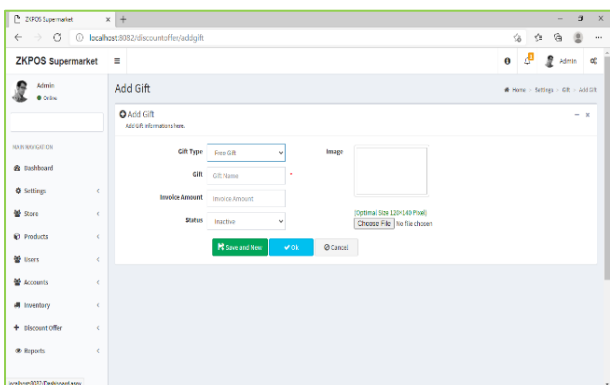 ZKPOS Supermarket
localhost:8082/discountoffer/addgift
ZKPOS Supermarket
Admin
Admin
Online
Add Gift
Home > Settings > Gift > Add Gift
Add Gift
Add Gift informations here.
Gift Type
Free Gift
Image
Gift
Gift Name
*
Invoice Amount
Invoice Amount
Status
Inactive
(Optimal Size 120×140 Pixel)
Choose File No file chosen
Save and New
Ok
Cancel
MAIN NAVIGATION
Dashboard
Settings
Store
Products
Users
Accounts
Inventory
Discount Offer
Reports
localhost:8082/Dashboard.aspx